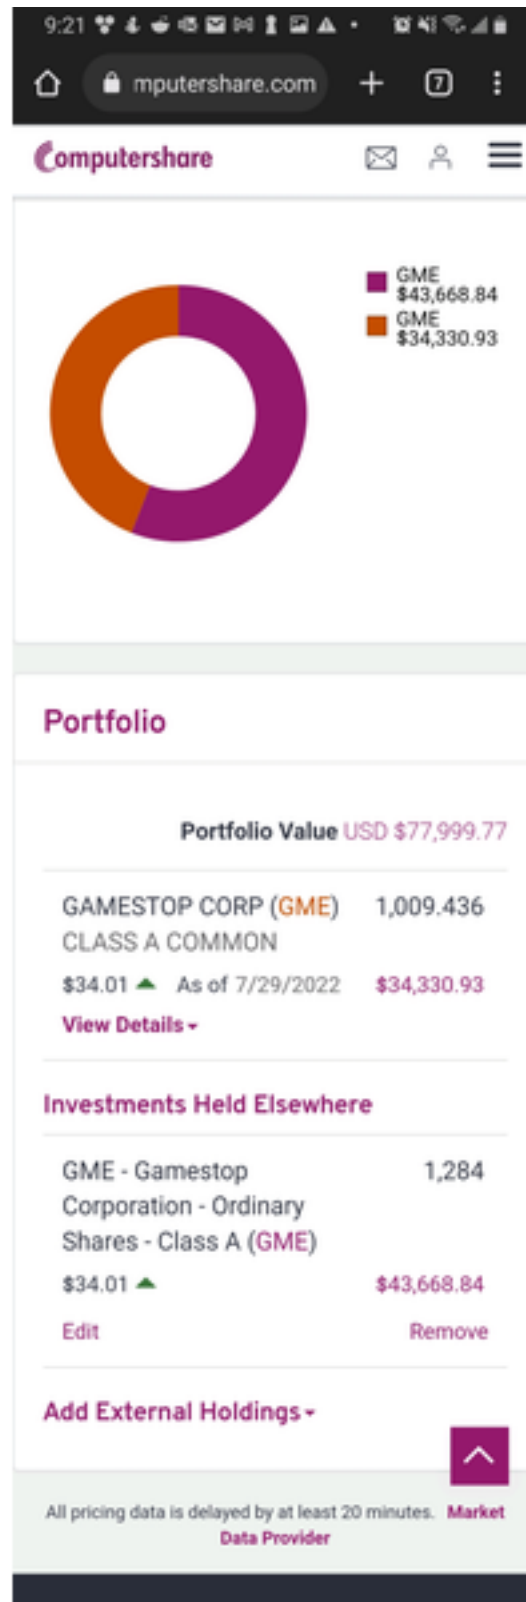 9:21
mputershare.com
7
Computershare
GME
$43,668.84
GME
$34,330.93
Portfolio
Portfolio Value USD $77,999.77
GAMESTOP CORP (GME) 1,009.436
CLASS A COMMON
$34.01 As of 7/29/2022 $34,330.93
View Details
Investments Held Elsewhere
GME - Gamestop 1,284
Corporation - Ordinary
Shares - Class A (GME)
$34.01 $43,668.84
Edit Remove
Add External Holdings
All pricing data is delayed by at least 20 minutes. Market
Data Provider